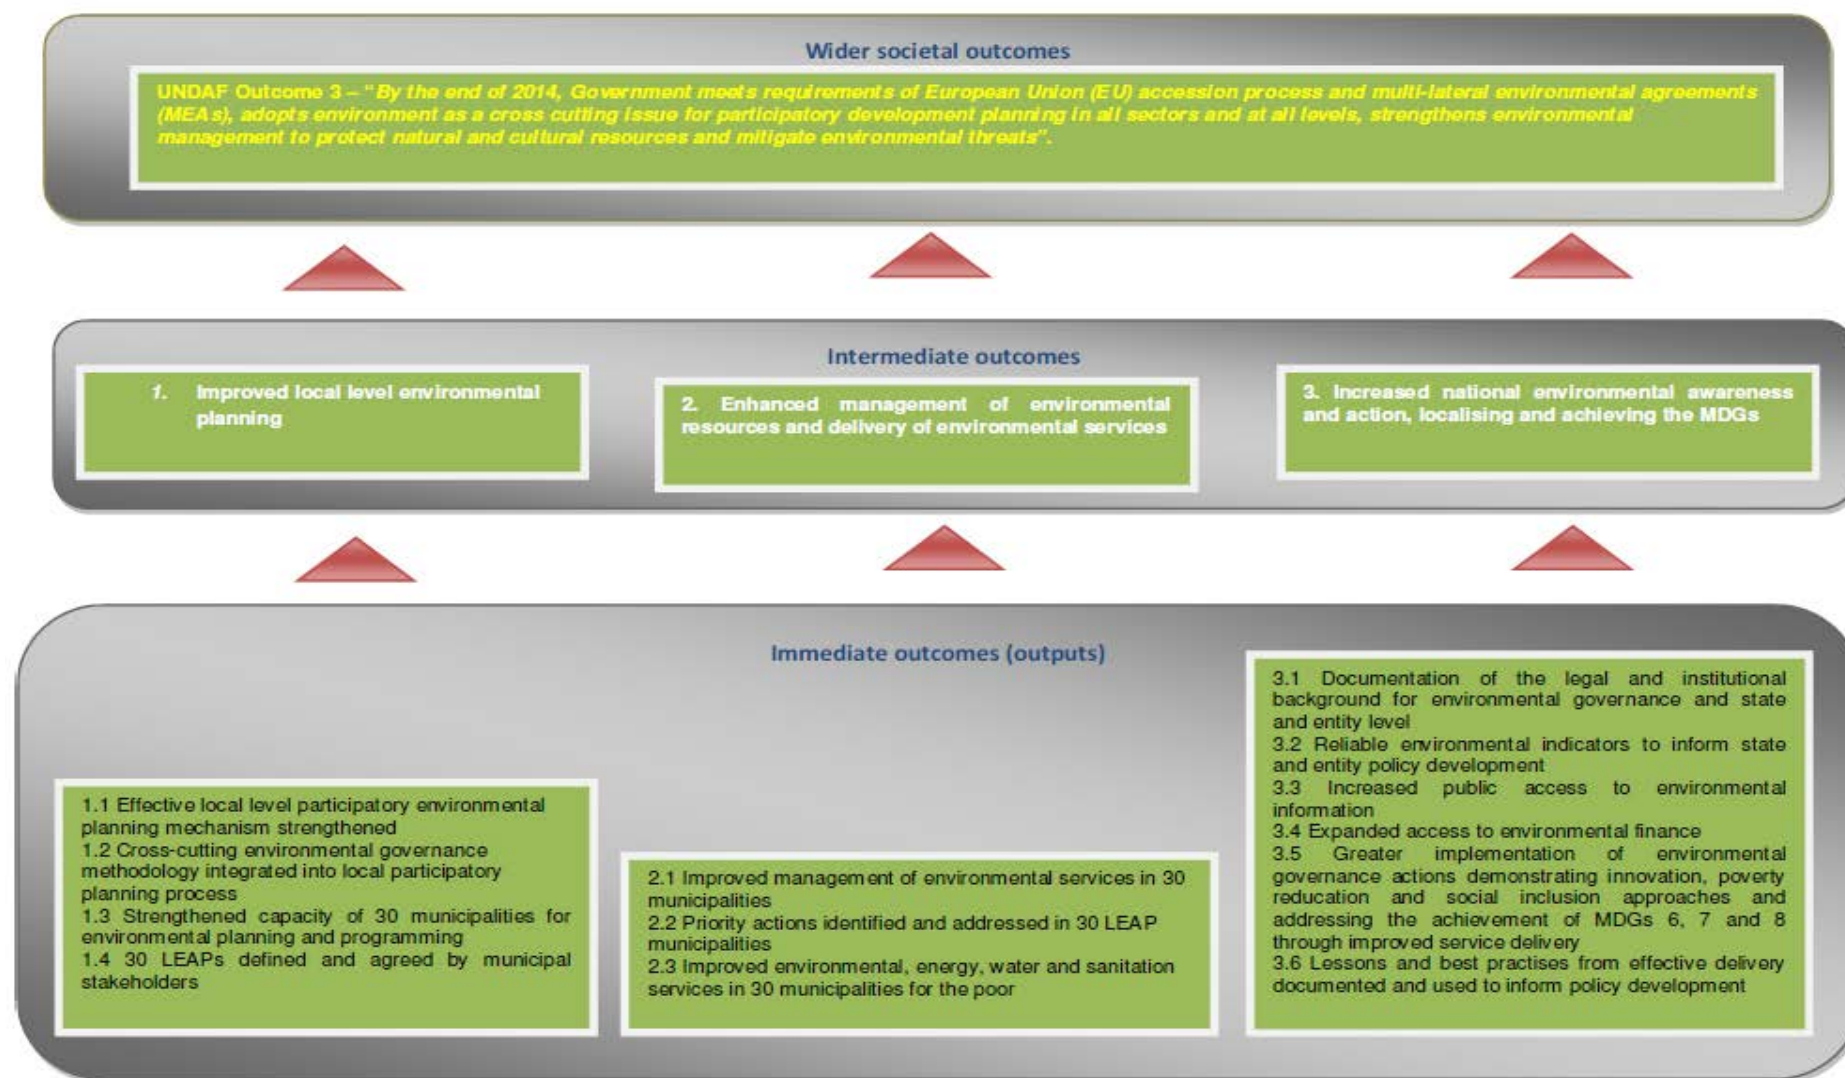 Wider societal outcomes
UNDAF Outcome 3 – "By the end of 2014, Government meets requirements of European Union (EU) accession process and multi-lateral environmental agreements
(MEAs), adopts environment as a cross cutting issue for participatory development planning in all sectors and at all levels, strengthens environmental
management to protect natural and cultural resources and mitigate environmental threats".
Intermediate outcomes
1. Improved local level environmental
planning
2. Enhanced management of environmental
resources and delivery of environmental services
3. Increased national environmental awareness
and action, localising and achieving the MDGs
Immediate outcomes (outputs)
1.1 Effective local level participatory environmental
planning mechanism strengthened
1.2 Cross-cutting environmental governance
methodology integrated into local participatory
planning process
1.3 Strengthened capacity of 30 municipalities for
environmental planning and programming
1.4 30 LEAPs defined and agreed by municipal
stakeholders
2.1 Improved management of environmental services in 30
municipalities
2.2 Priority actions identified and addressed in 30 LEAP
municipalities
2.3 Improved environmental, energy, water and sanitation
services in 30 municipalities for the poor
3.1 Documentation of the legal and institutional
background for environmental governance and state
and entity level
3.2 Reliable environmental indicators to inform state
and entity policy development
3.3 Increased public access to environmental
information
3.4 Expanded access to environmental finance
3.5 Greater implementation of environmental
governance actions demonstrating innovation, poverty
reducation and social inclusion approaches and
addressing the achievement of MDGs 6, 7 and 8
through improved service delivery
3.6 Lessons and best practises from effective delivery
documented and used to inform policy development